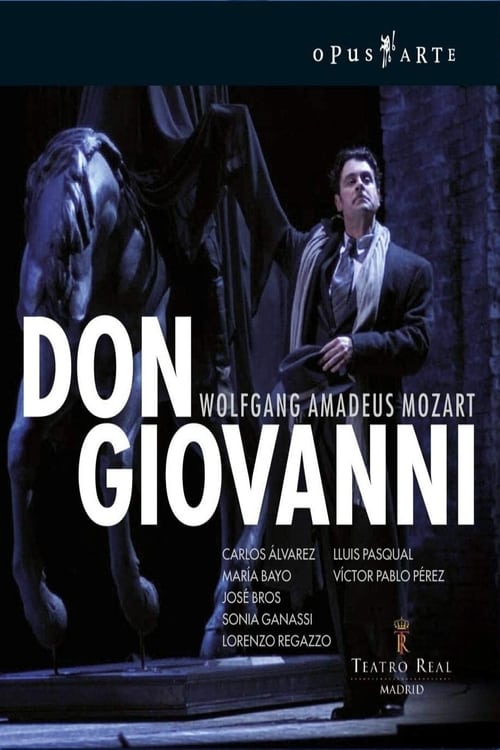 OPUS ARTE
DON
WOLFGANG AMADEUS MOZART
GIOVANNI
CARLOS ÁLVAREZ
MARÍA BAYO
JOSÉ BROS
SONIA GANASSI
LORENZO REGAZZO
LLUIS PASQUAL
VÍCTOR PABLO PÉREZ
TR
TEATRO REAL
MADRID